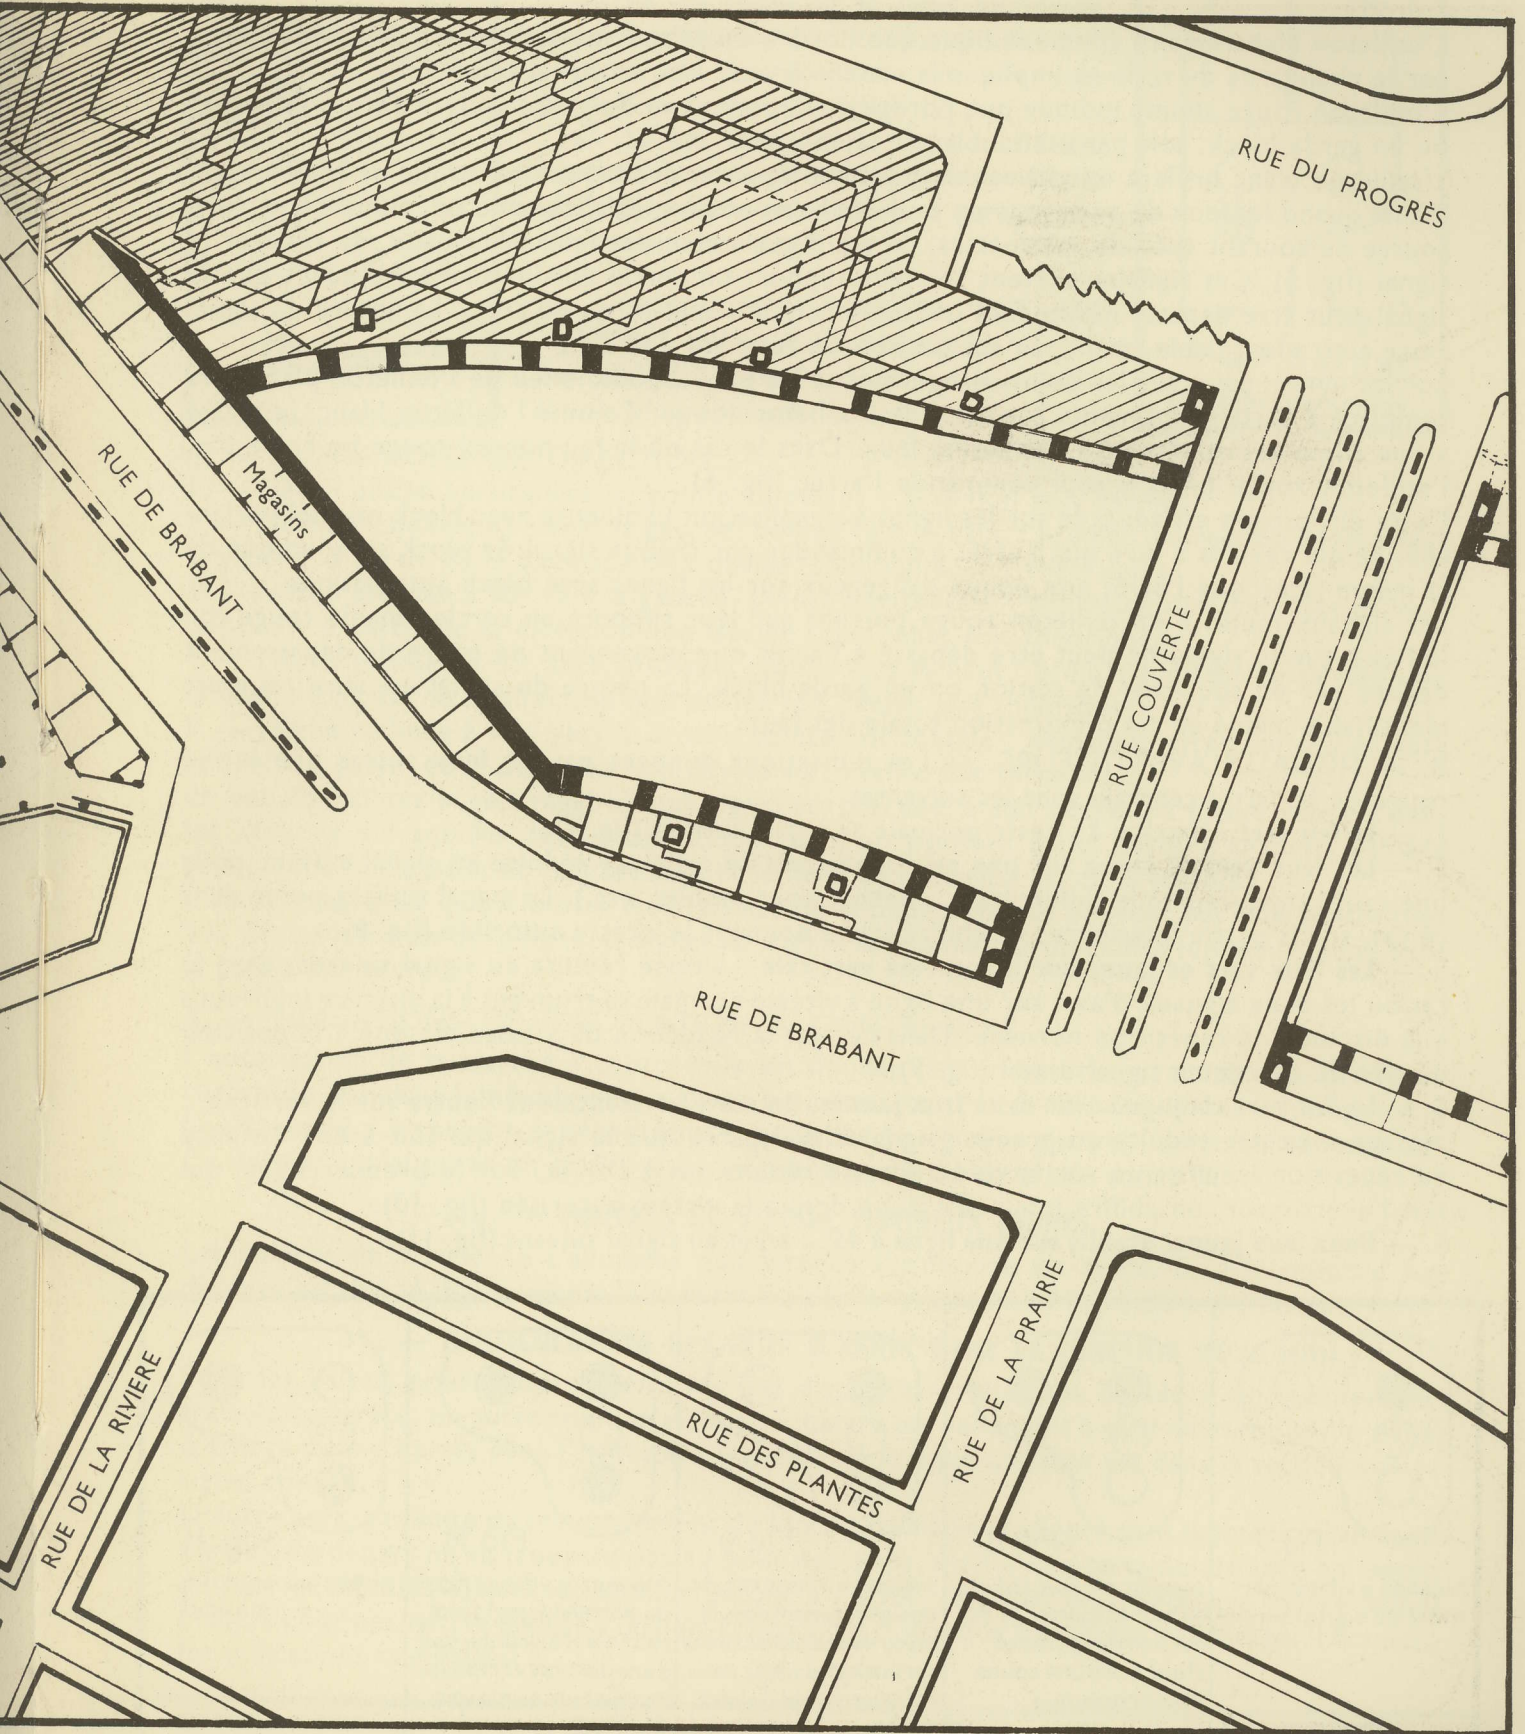 RUE DU PROGRÈS
RUE DE BRABANT
Magasins
RUE COUVERTE
RUE DE BRABANT
RUE DE LA PRAIRIE
RUE DE LA RIVIERE
RUE DES PLANTES